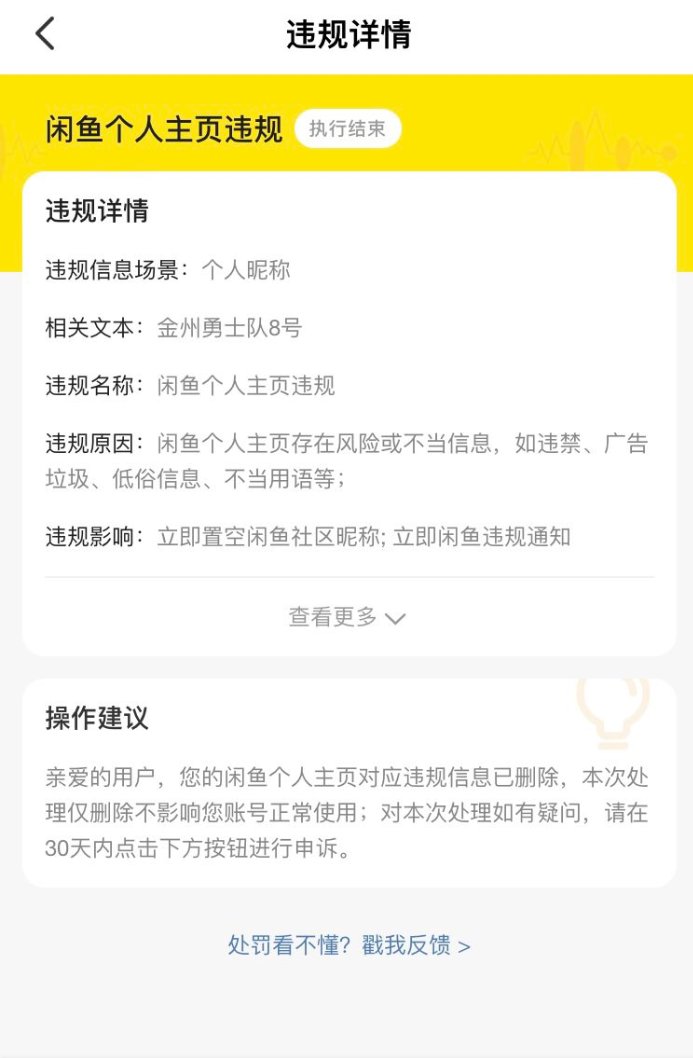 违规详情
闲鱼个人主页违规 执行结束
违规详情
违规信息场景：个人昵称
相关文本：金州勇士队8号
违规名称：闲鱼个人主页违规
违规原因：闲鱼个人主页存在风险或不当信息，如违禁、广告
垃圾、低俗信息、不当用语等；
违规影响：立即置空闲鱼社区昵称; 立即闲鱼违规通知
查看更多
操作建议
亲爱的用户，您的闲鱼个人主页对应违规信息已删除，本次处
理仅删除不影响您账号正常使用；对本次处理如有疑问，请在
30天内点击下方按钮进行申诉。
处罚看不懂？戳我反馈 >